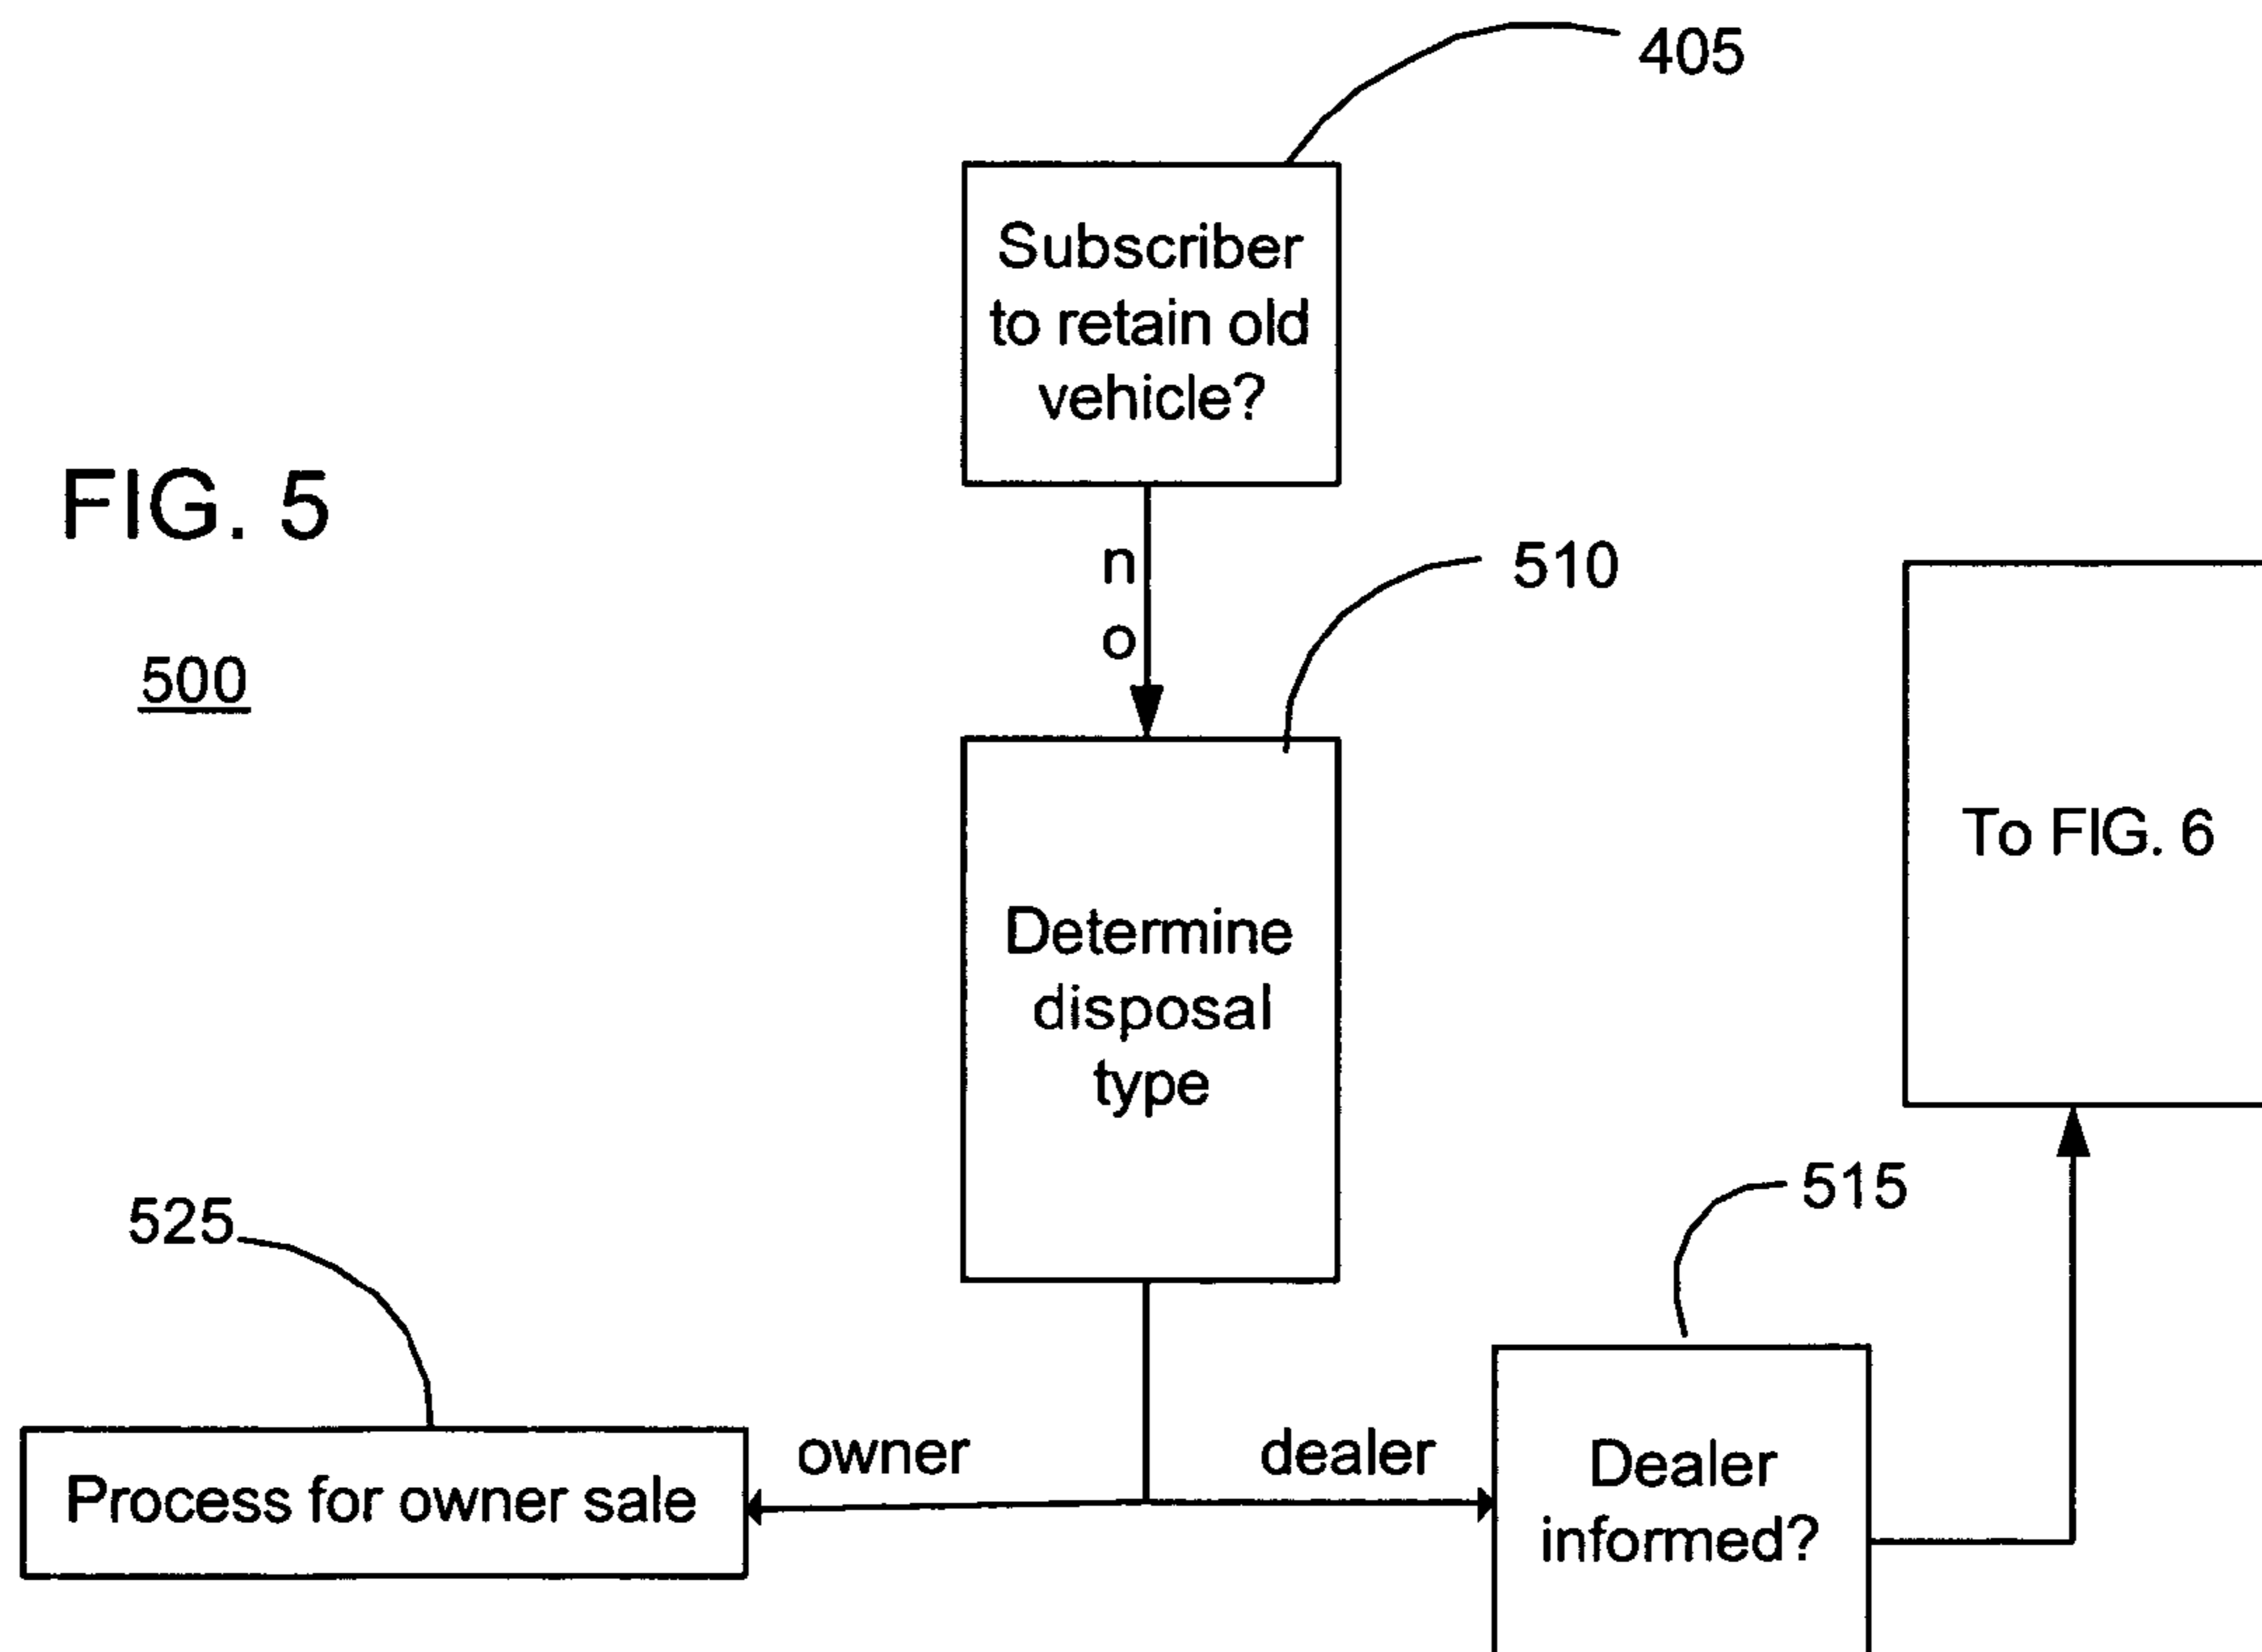 405
Subscriber
to retain old
vehicle?
FIG. 5
n
o
510
500
To FIG. 6
Determine
disposal
type
515
525
owner
dealer
Process for owner sale
Dealer
informed?